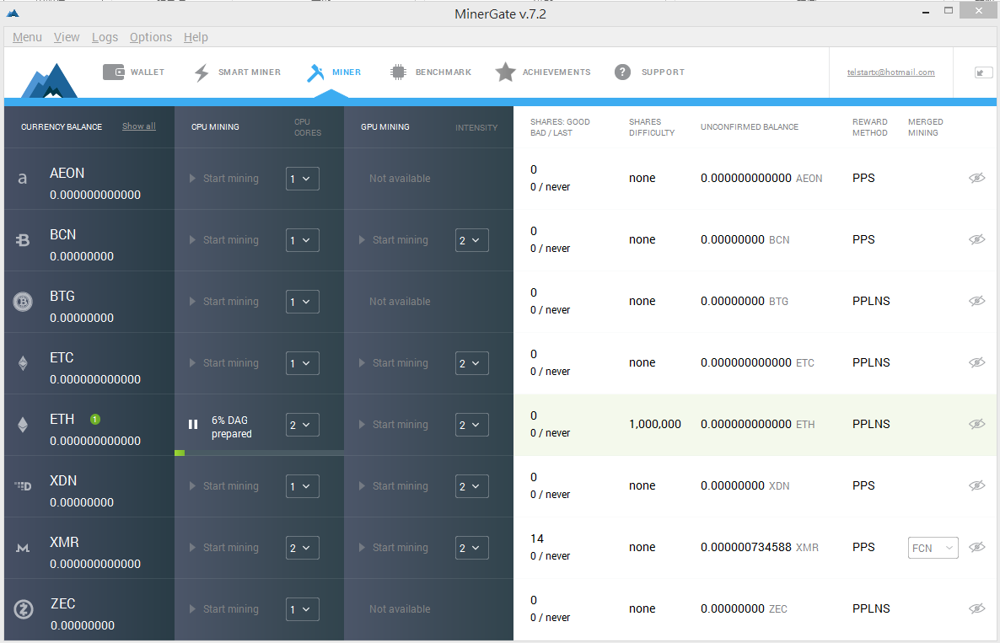 MinerGate v.7.2
Menu View Logs Options Help
WALLET SMART MINER MINER BENCHMARK ACHIEVEMENTS ? SUPPORT telstartx@hotmail.com
CURRENCY BALANCE Show all CPU MINING CPU CORES GPU MINING INTENSITY SHARES: GOOD BAD / LAST SHARES DIFFICULTY UNCONFIRMED BALANCE REWARD METHOD MERGED MINING
AEON
0.000000000000
Start mining 1 Not available
0
0 / never
none 0.000000000000 AEON PPS
BCN
0.00000000
Start mining 1 Start mining 2
0
0 / never
none 0.00000000 BCN PPS
BTG
0.00000000
Start mining 1 Not available
0
0 / never
none 0.00000000 BTG PPLNS
ETC
0.000000000000
Start mining 1 Start mining 2
0
0 / never
none 0.000000000000 ETC PPLNS
ETH 1
0.000000000000
6% DAG
prepared
2 Start mining 2
0
0 / never
1,000,000 0.000000000000 ETH PPLNS
XDN
0.00000000
Start mining 1 Start mining 2
0
0 / never
none 0.00000000 XDN PPS
XMR
0.000000000000
Start mining 2 Start mining 2
14
0 / never
none 0.000000734588 XMR PPS FCN
ZEC
0.00000000
Start mining 1 Not available
0
0 / never
none 0.00000000 ZEC PPLNS